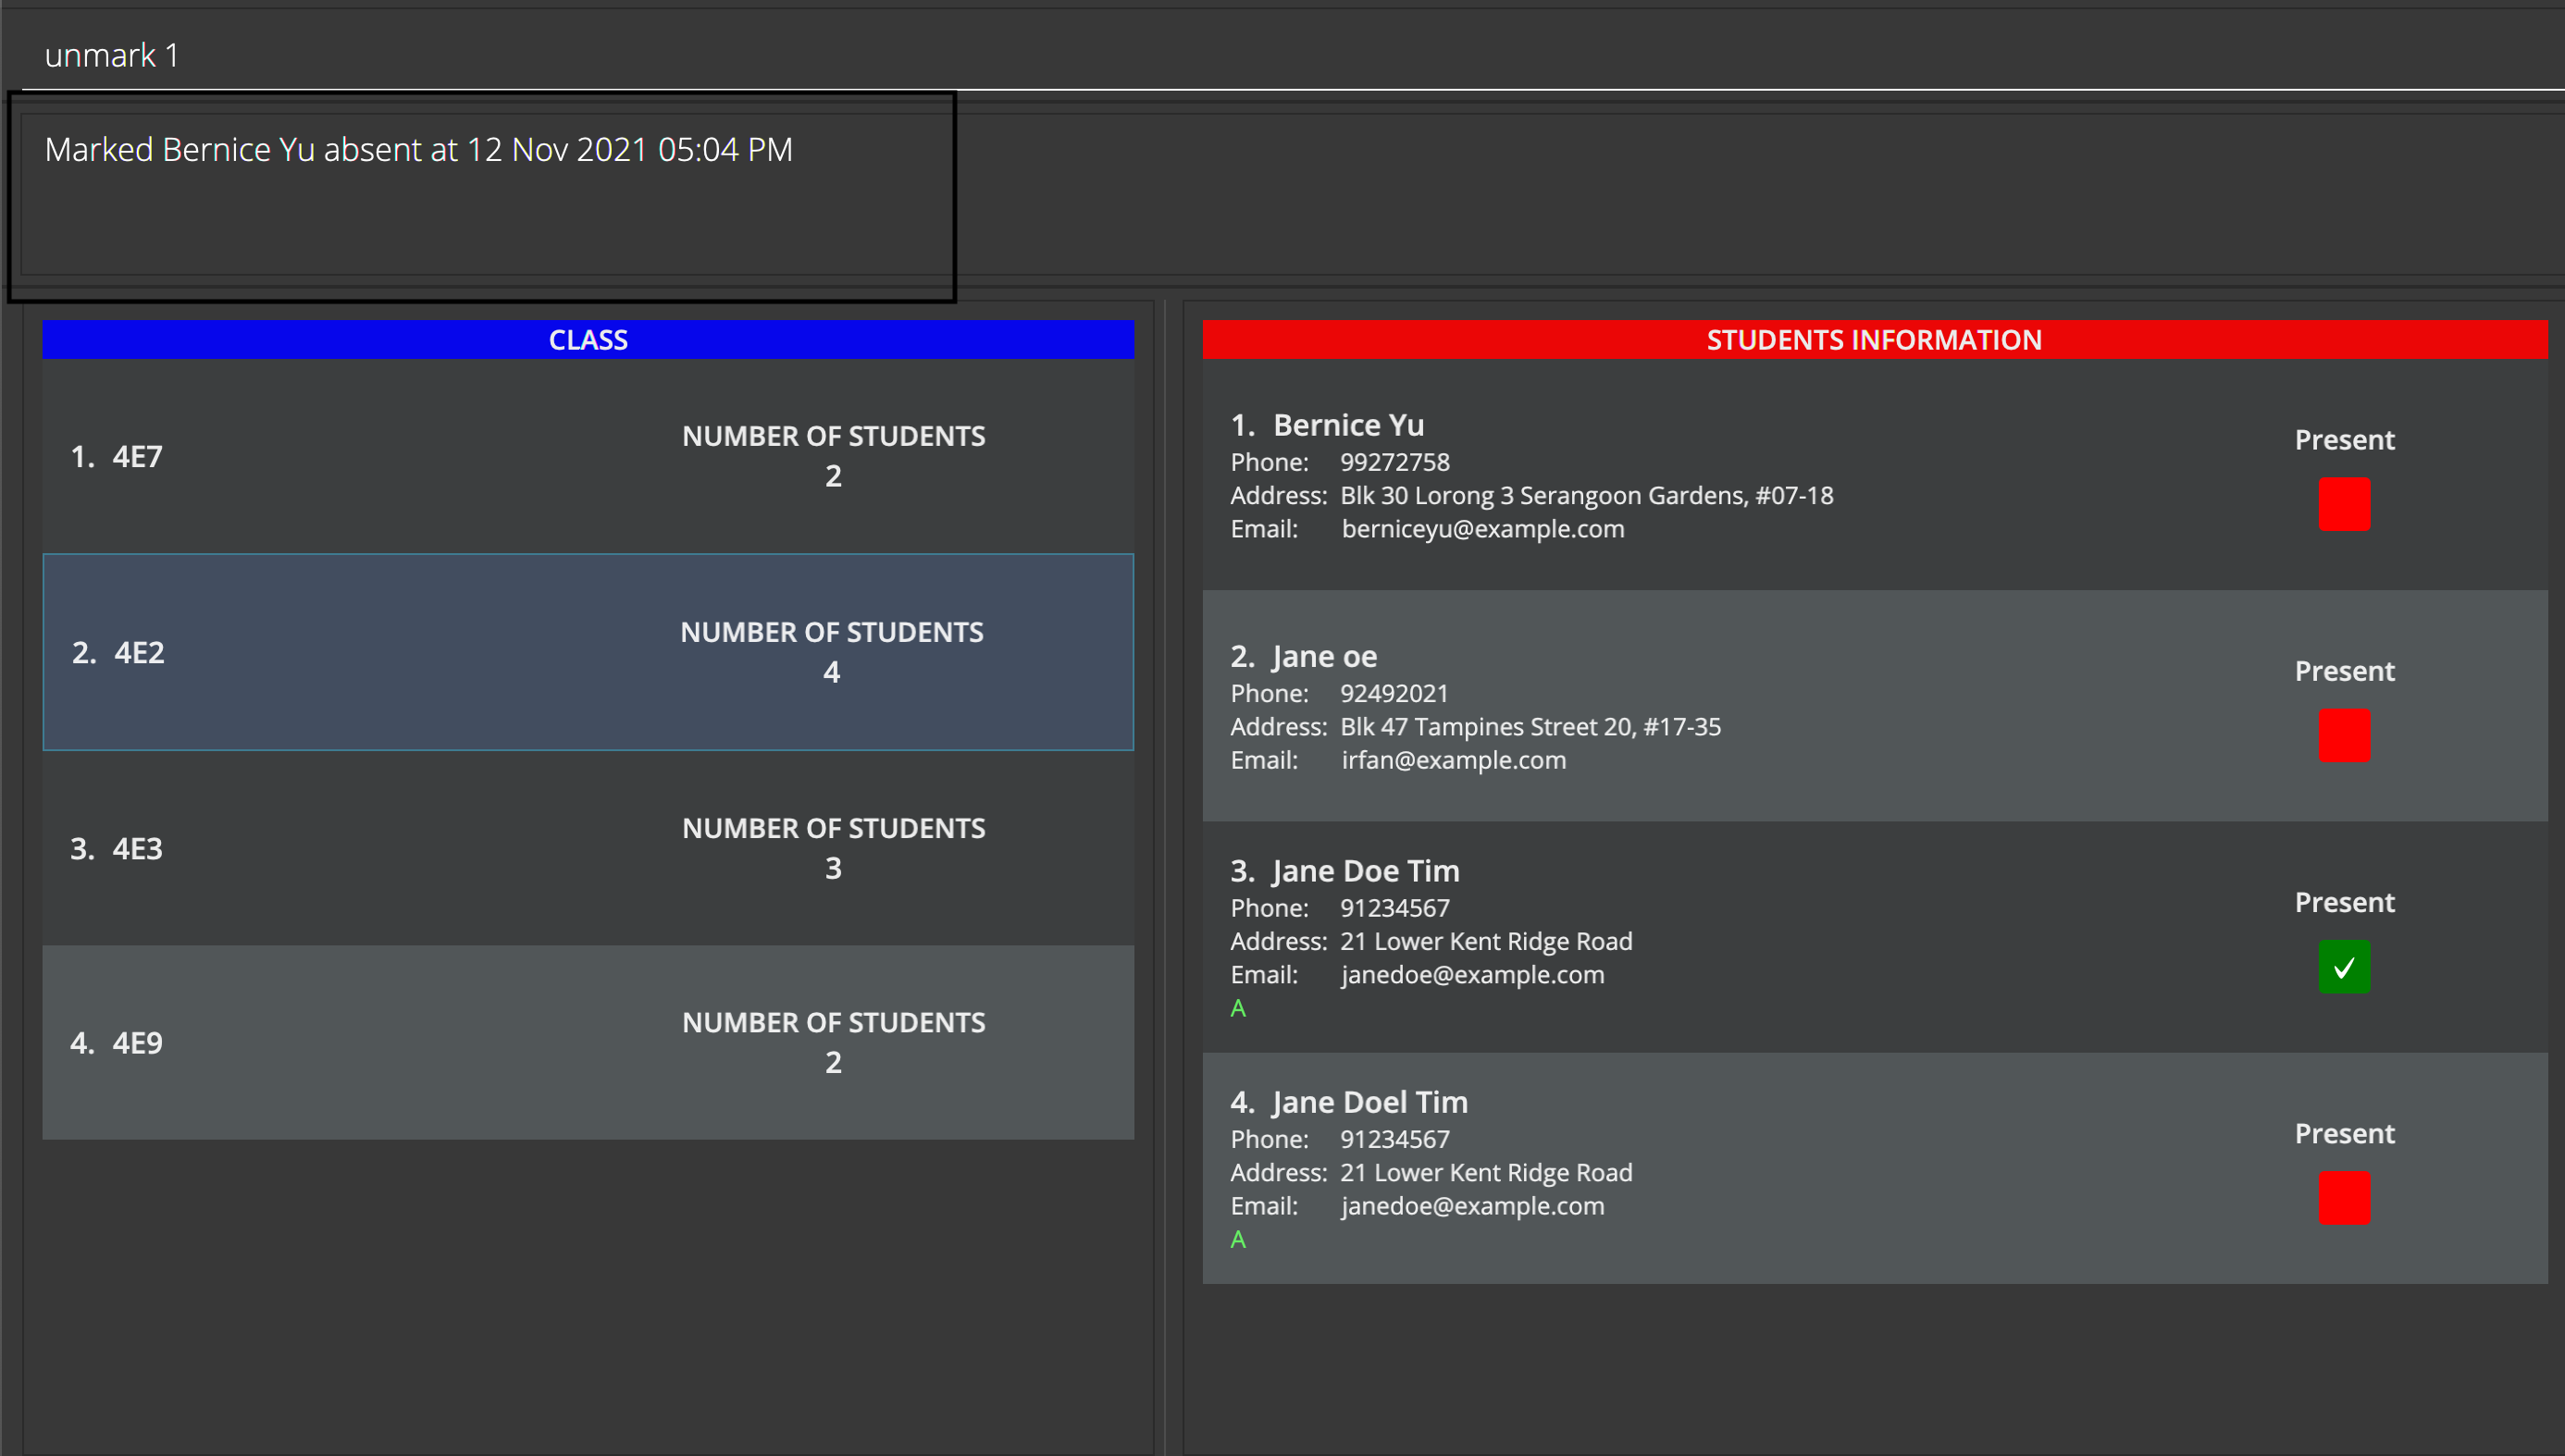 unmark 1
Marked Bernice Yu absent at 12 Nov 2021 05:04 PM
CLASS
1. 4E7
NUMBER OF STUDENTS
2
2. 4E2
NUMBER OF STUDENTS
4
3. 4E3
NUMBER OF STUDENTS
3
4. 4E9
NUMBER OF STUDENTS
2
STUDENTS INFORMATION
1. Bernice Yu
Phone: 99272758
Address: Blk 30 Lorong 3 Serangoon Gardens, #07-18
Email: berniceyu@example.com
Present
2. Jane oe
Phone: 92492021
Address: Blk 47 Tampines Street 20, #17-35
Email: irfan@example.com
Present
3. Jane Doe Tim
Phone: 91234567
Address: 21 Lower Kent Ridge Road
Email: janedoe@example.com
A
Present
✓
4. Jane Doel Tim
Phone: 91234567
Address: 21 Lower Kent Ridge Road
Email: janedoe@example.com
A
Present